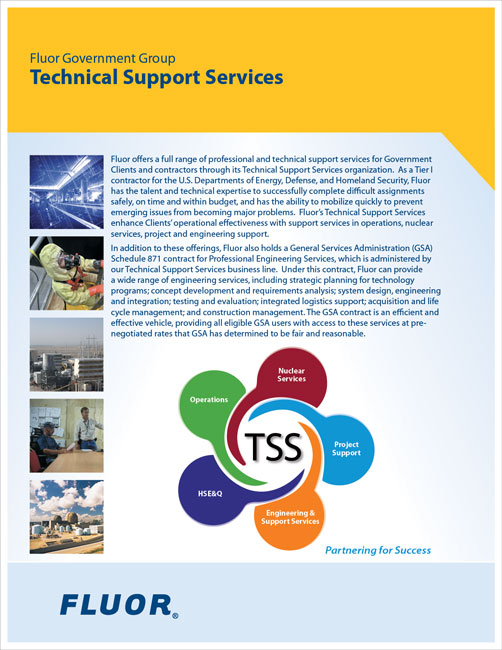 Fluor Government Group
Technical Support Services
Fluor offers a full range of professional and technical support services for Government
Clients and contractors through its Technical Support Services organization. As a Tier I
contractor for the U.S. Departments of Energy, Defense, and Homeland Security, Fluor
has the talent and technical expertise to successfully complete difficult assignments
safely, on time and within budget, and has the ability to mobilize quickly to prevent
emerging issues from becoming major problems. Fluor's Technical Support Services
enhance Clients' operational effectiveness with support services in operations, nuclear
services, project and engineering support.
In addition to these offerings, Fluor also holds a General Services Administration (GSA)
Schedule 871 contract for Professional Engineering Services, which is administered by
our Technical Support Services business line. Under this contract, Fluor can provide
a wide range of engineering services, including strategic planning for technology
programs; concept development and requirements analysis; system design, engineering
and integration; testing and evaluation; integrated logistics support; acquisition and life
cycle management; and construction management. The GSA contract is an efficient and
effective vehicle, providing all eligible GSA users with access to these services at pre-
negotiated rates that GSA has determined to be fair and reasonable.
Nuclear
Services
Operations
TSS
Project
Support
HSE&Q
Engineering &
Support Services
Partnering for Success
FLUOR®